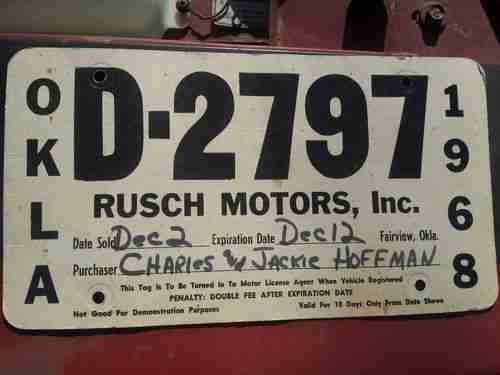 OKLA
D-2797
1968
RUSCH MOTORS, Inc.
Date Sold Dec 2 Expiration Date Dec 12 Fairview, Okla.
Purchaser CHARles Jackie HOFFMAN
This Tag Is To Be Turned In To Motor License Agent When Vehicle Registered
PENALTY: DOUBLE FEE AFTER EXPIRATION DATE
Not Good For Demonstration Purposes Valid For 10 Days Only From Date Shown